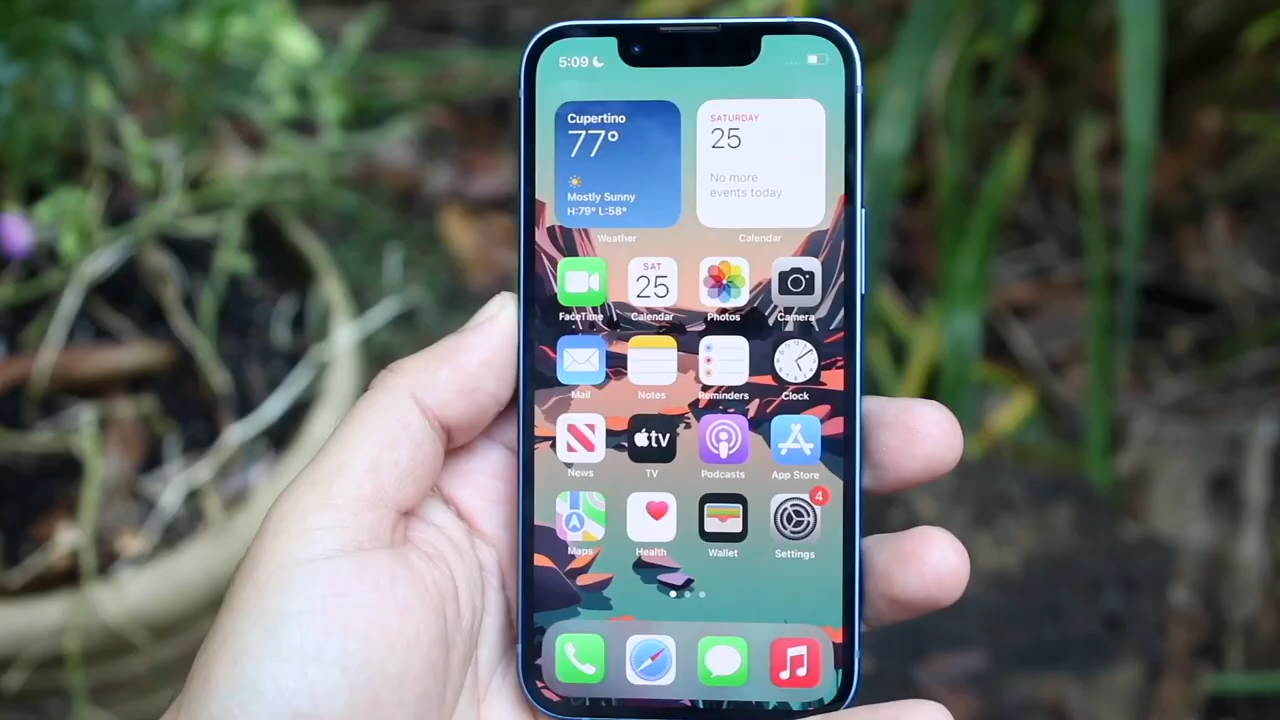 5:09
Cupertino
77°
Mostly Sunny
H:79° L:58°
Weather
SATURDAY
25
No more
events today
Calendar
FaceTime
SAT
25
Calendar
Photos
Camera
Mail
Notes
Reminders
Clock
News
tv
TV
Podcasts
App Store
Maps
Health
Wallet
4
Settings